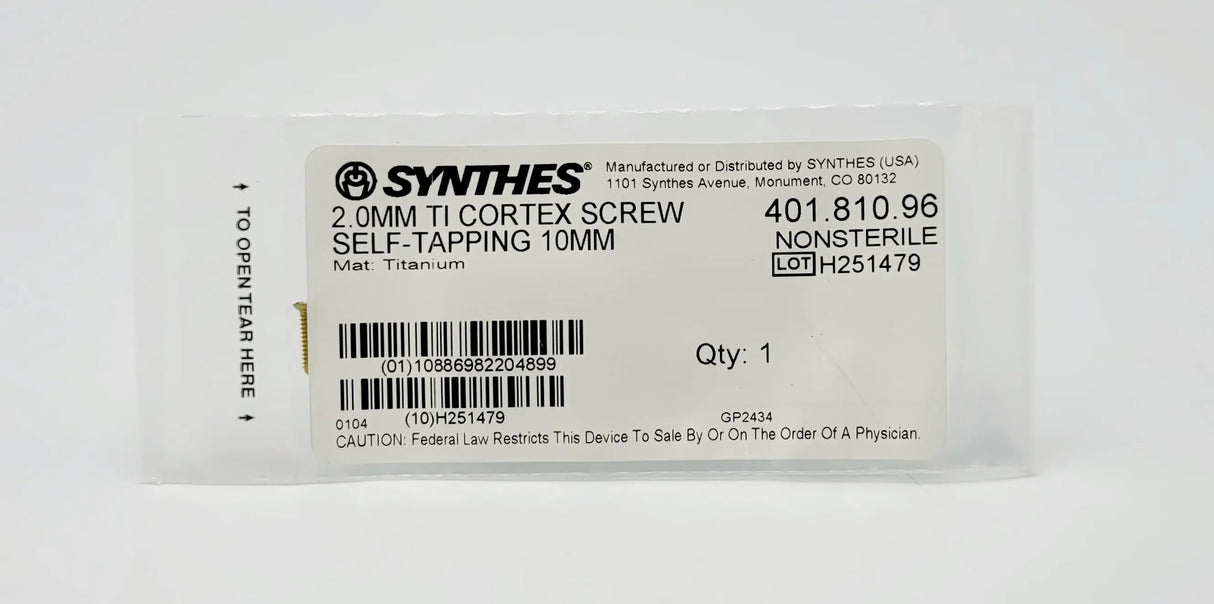 SYNTHES® Manufactured or Distributed by SYNTHES (USA)
1101 Synthes Avenue, Monument, CO 80132
2.0MM TI CORTEX SCREW 401.810.96
SELF-TAPPING 10MM NONSTERILE
Mat: Titanium LOT H251479
TO OPEN TEAR HERE
(01)10886982204899 Qty: 1
(10)H251479
0104 GP2434
CAUTION: Federal Law Restricts This Device To Sale By Or On The Order Of A Physician.